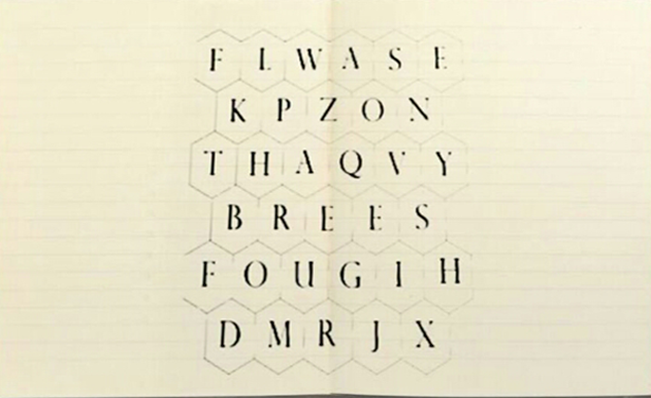 F L W A S E
K P Z O N
T H A Q V Y
B R E E S
F O U G I H
D M R J X